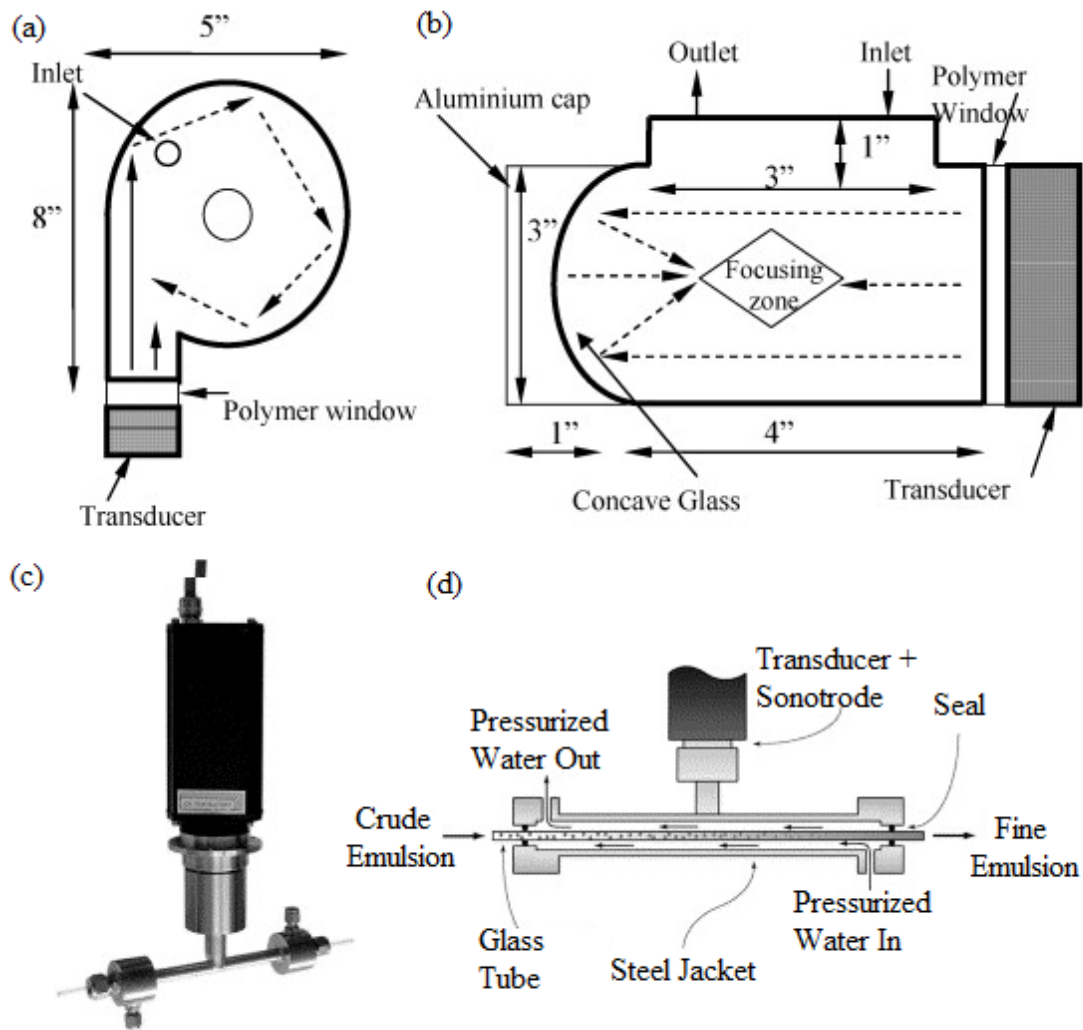 (a)
5”
Inlet
8”
Polymer window
Transducer
(b)
Outlet
Inlet
Polymer
Window
Aluminium cap
1”
3”
3”
Focusing
zone
1”
4”
Concave Glass
Transducer
(c)
(d)
Transducer +
Sonotrode
Seal
Pressurized
Water Out
Crude
Emulsion
Fine
Emulsion
Glass
Tube
Steel Jacket
Pressurized
Water In